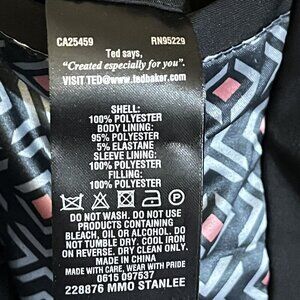 CA25459 RN95229
Ted says,
"Created especially for you".
VISIT TED@www.tedbaker.com
SHELL:
100% POLYESTER
BODY LINING:
95% POLYESTER
5% ELASTANE
SLEEVE LINING:
100% POLYESTER
FILLING:
100% POLYESTER
DO NOT WASH. DO NOT USE
PRODUCTS CONTAINING
BLEACH, OIL OR ALCOHOL. DO
NOT TUMBLE DRY. COOL IRON
ON REVERSE, DRY CLEAN ONLY.
MADE IN CHINA
MADE WITH CARE, WEAR WITH PRIDE
0615 097537
228876 MMO STANLEE